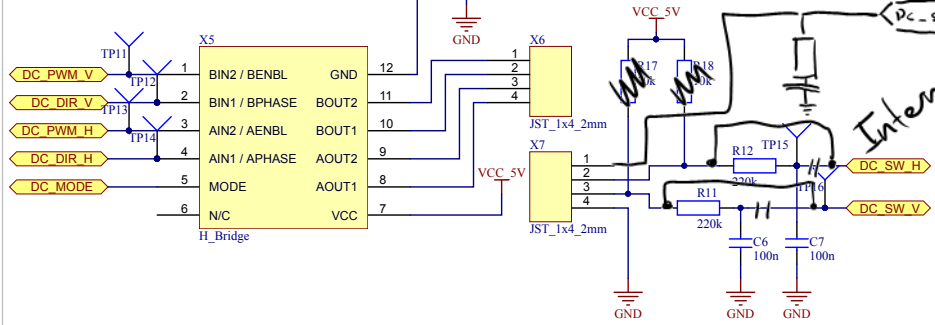 VCC_5V
DC_S
GND
X5
X6
TP11
R17
R18
DC_PWM_V
1
BIN2 / BENBL
GND
12
1
TP12
2
DC_DIR_V
2
BIN1 / BPHASE
BOUT2
11
3
TP13
4
DC_PWM_H
3
AIN2 / AENBL
BOUT1
10
JST_1x4_2mm
Inter
TP14
X7
R12
TP15
DC_DIR_H
4
AIN1 / APHASE
AOUT2
9
1
DC_SW_H
VCC_5V
2
220k
TP16
DC_MODE
5
MODE
AOUT1
8
3
R11
4
DC_SW_V
6
N/C
VCC
7
220k
H_Bridge
JST_1x4_2mm
C6
C7
100n
100n
GND
GND
GND